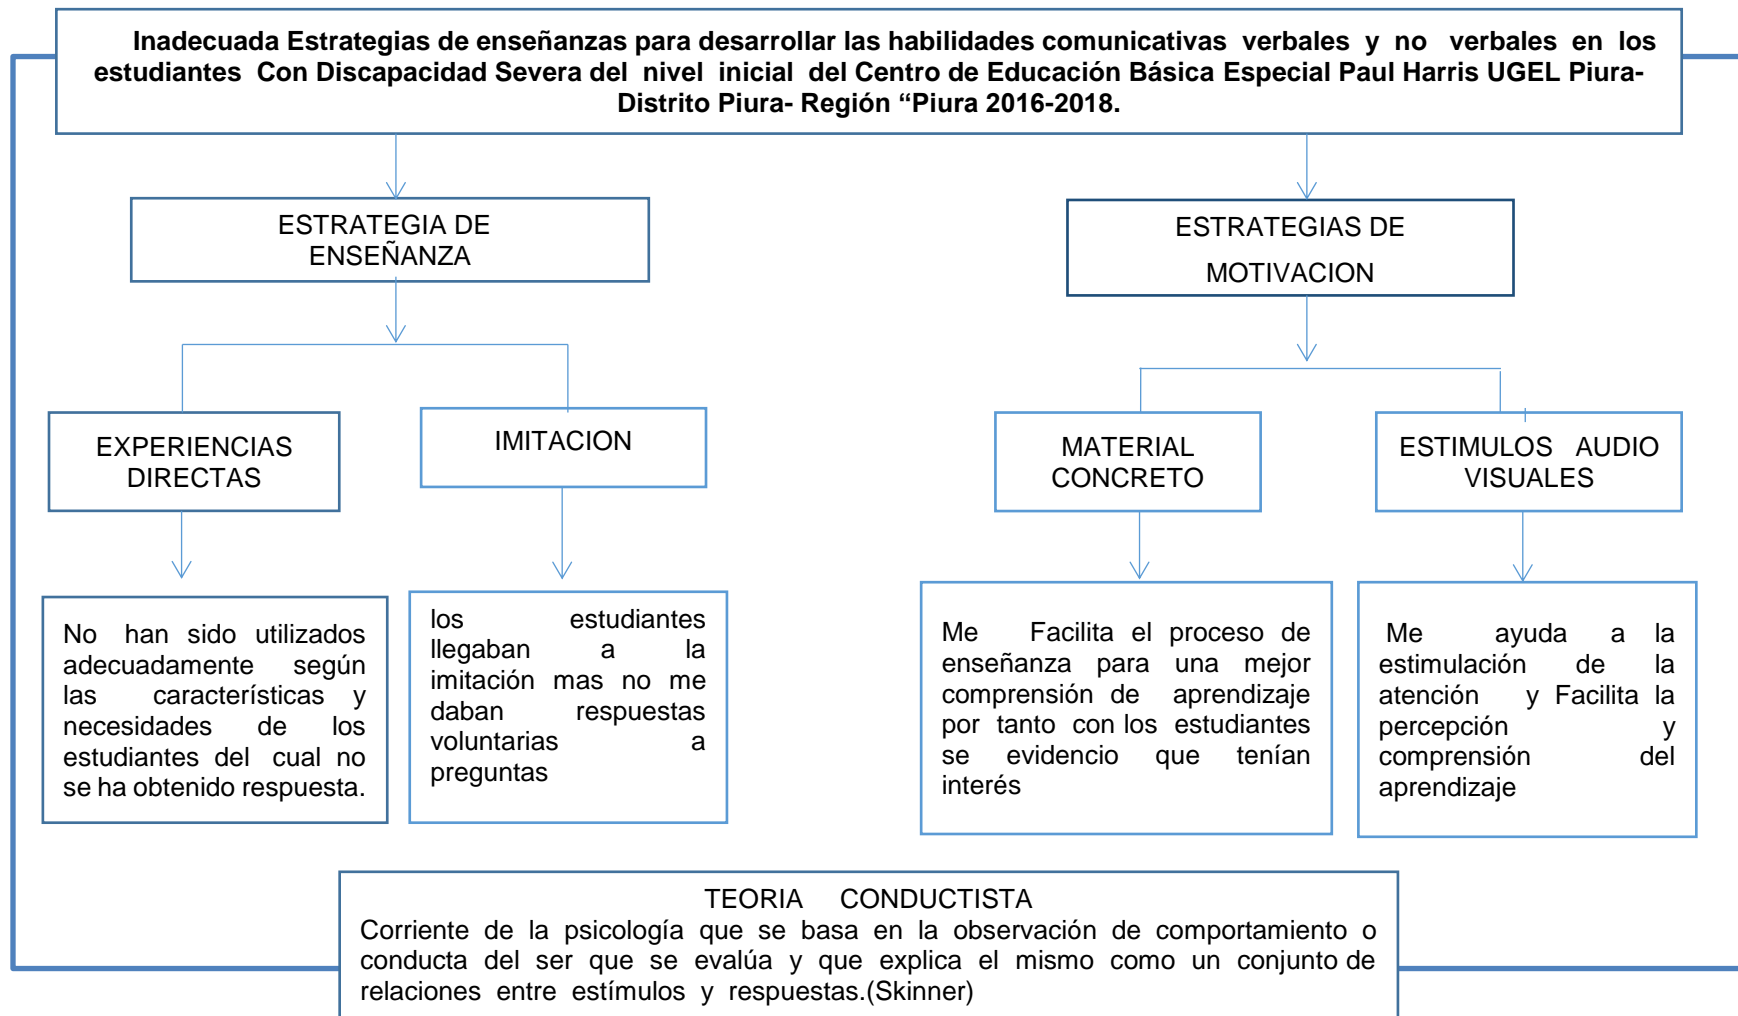 Inadecuada Estrategias de enseñanzas para desarrollar las habilidades comunicativas verbales y no verbales en los
estudiantes Con Discapacidad Severa del nivel inicial del Centro de Educación Básica Especial Paul Harris UGEL Piura-
Distrito Piura- Región “Piura 2016-2018.
ESTRATEGIA DE
ENSEÑANZA
ESTRATEGIAS DE
MOTIVACION
EXPERIENCIAS
DIRECTAS
IMITACION
MATERIAL
CONCRETO
ESTIMULOS AUDIO
VISUALES
No han sido utilizados
adecuadamente según
las características y
necesidades de los
estudiantes del cual no
se ha obtenido respuesta.
los estudiantes
llegaban a la
imitación mas no me
daban respuestas
voluntarias a
preguntas
Me Facilita el proceso de
enseñanza para una mejor
comprensión de aprendizaje
por tanto con los estudiantes
se evidencio que tenían
interés
Me ayuda a la
estimulación de la
atención y Facilita la
percepción y
comprensión del
aprendizaje
TEORIA CONDUCTISTA
Corriente de la psicología que se basa en la observación de comportamiento o
conducta del ser que se evalúa y que explica el mismo como un conjunto de
relaciones entre estímulos y respuestas.(Skinner)